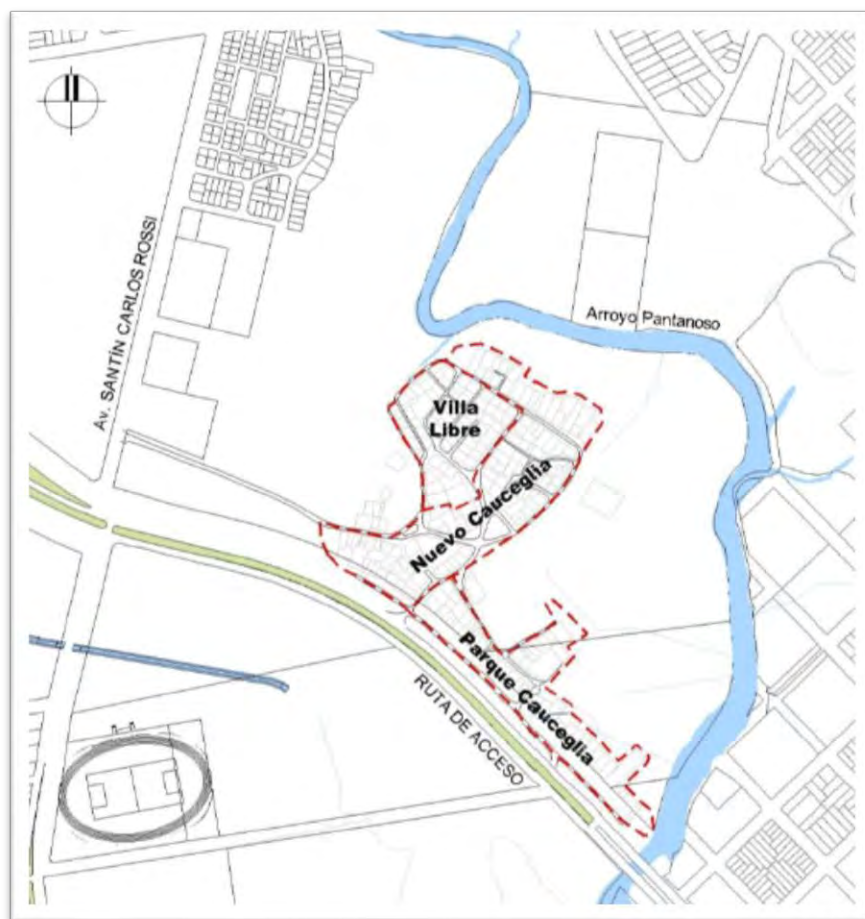 Av. SANTÍN CARLOS ROSSI
Arroyo Pantanoso
Villa
Libre
Nuevo Cauceglia
Parque Cauceglia
RUTA DE ACCESO